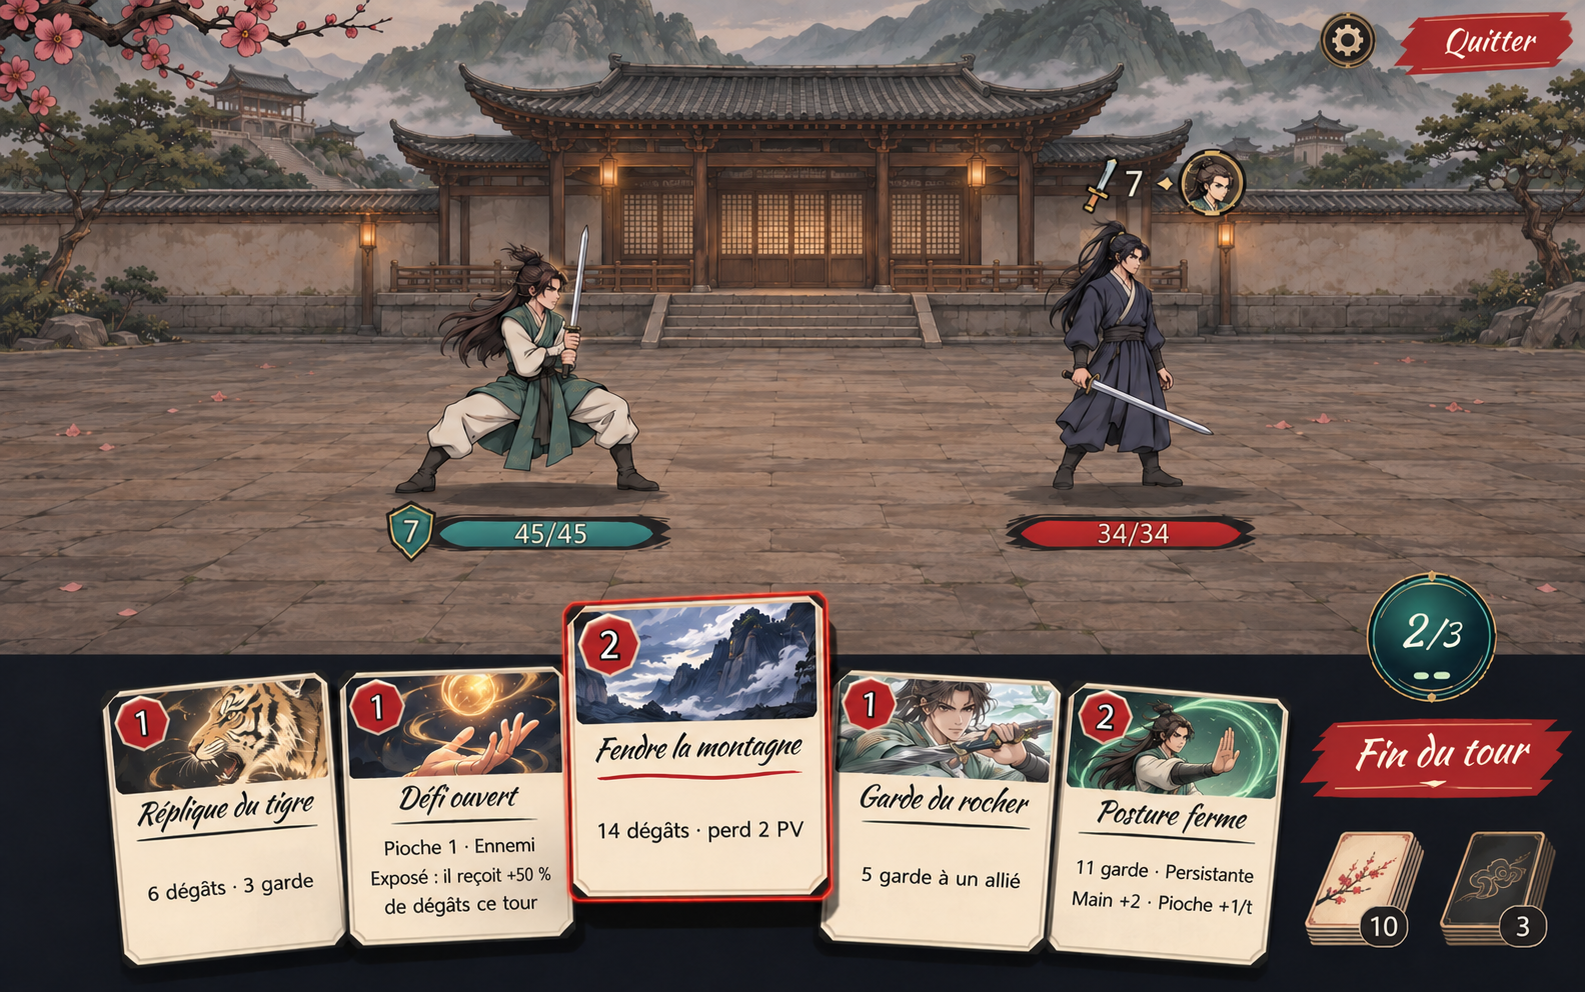 Quitter
7
7
45/45
34/34
2/3
1
Réplique du tigre
6 dégâts · 3 garde
1
Défi ouvert
Pioche 1 · Ennemi
Exposé : il reçoit +50 %
de dégâts ce tour
2
Fendre la montagne
14 dégâts · perd 2 PV
1
Garde du rocher
5 garde à un allié
2
Posture ferme
11 garde · Persistante
Main +2 · Pioche +1/t
Fin du tour
10
3